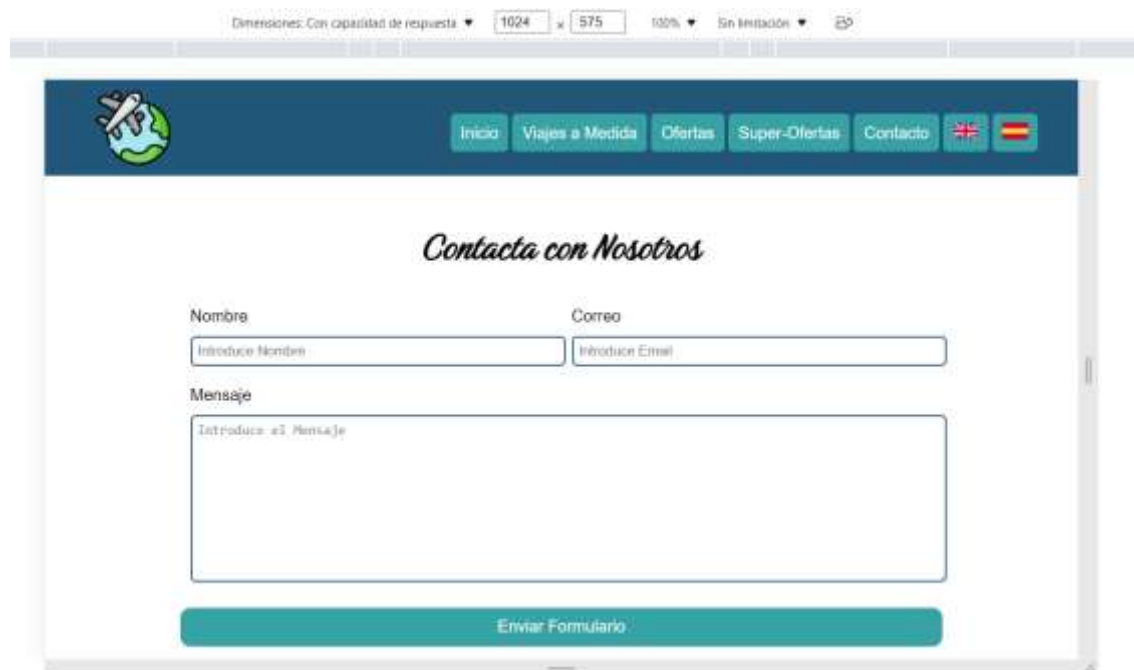 Dimensiones: Con capacidad de respuesta ▼ 1024 x 575 100% ▼ Sin limitación ▼
Inicio Viajes a Medida Ofertas Super-Ofertas Contacto
Contacta con Nosotros
Nombre Correo
Introduce Nombre Introduce Email
Mensaje
Introduce el Mensaje
Enviar Formulario